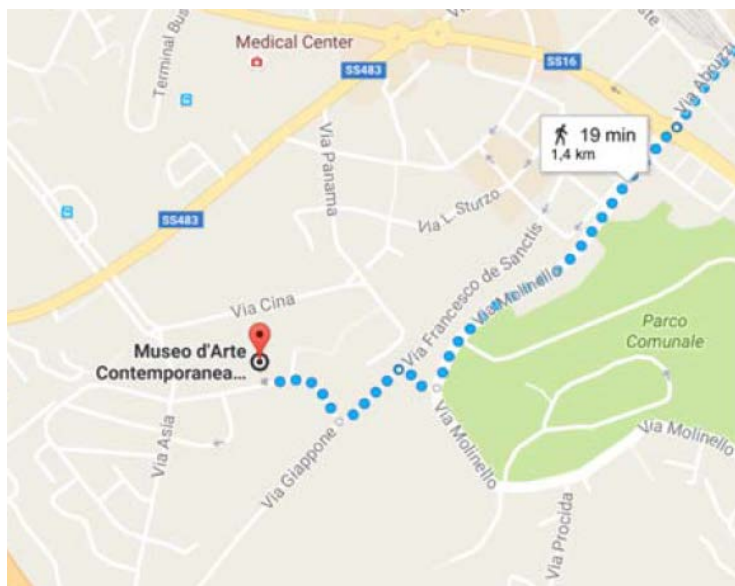 Medical Center
Terminal Bus
SS483
SS16
Via Abruzzi
19 min
1,4 km
Via Panama
SS483
Via L. Sturzo
Via Francesco de Sanctis
Via Cina
Via Molinello
Parco
Comunale
Museo d'Arte
Contemporanea...
Via Asia
Via Giappone
Via Molinello
Via Molinello
Via Procida